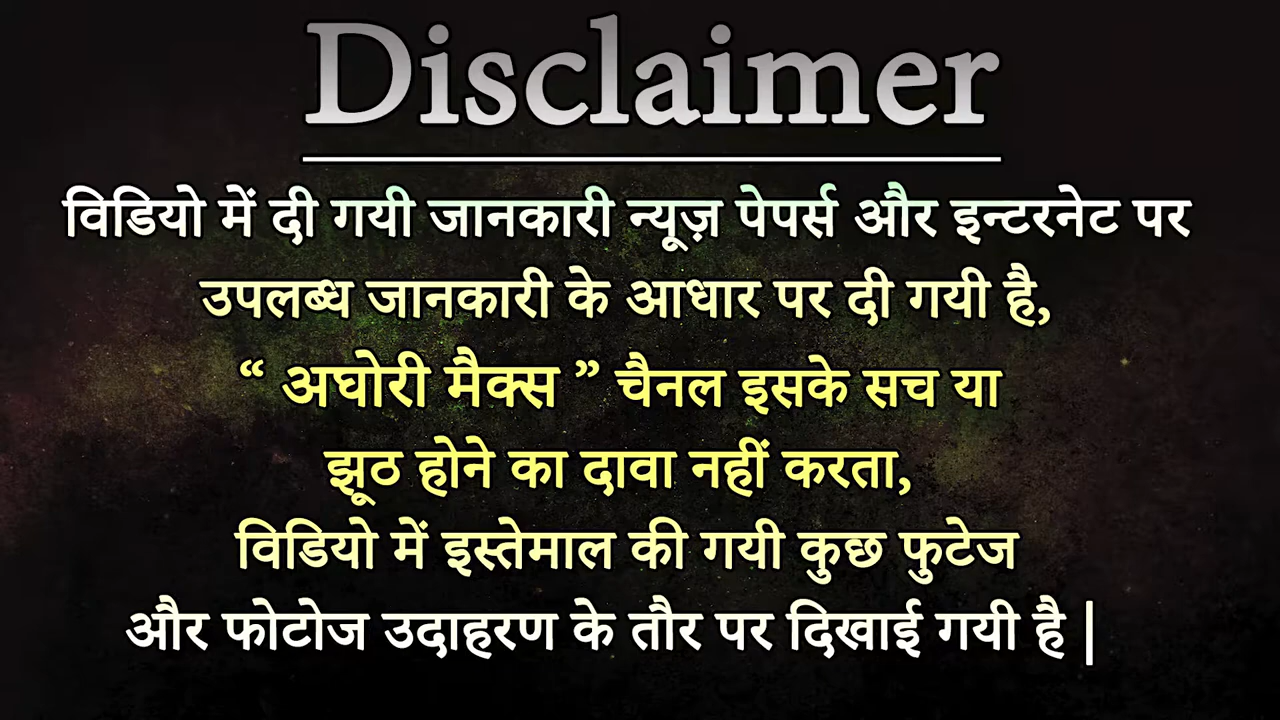 Disclaimer
विडियो में दी गयी जानकारी न्यूज़ पेपर्स और इन्टरनेट पर
उपलब्ध जानकारी के आधार पर दी गयी है,
“ अघोरी मैक्स ” चैनल इसके सच या
झूठ होने का दावा नहीं करता,
विडियो में इस्तेमाल की गयी कुछ फुटेज
और फोटोज उदाहरण के तौर पर दिखाई गयी है |